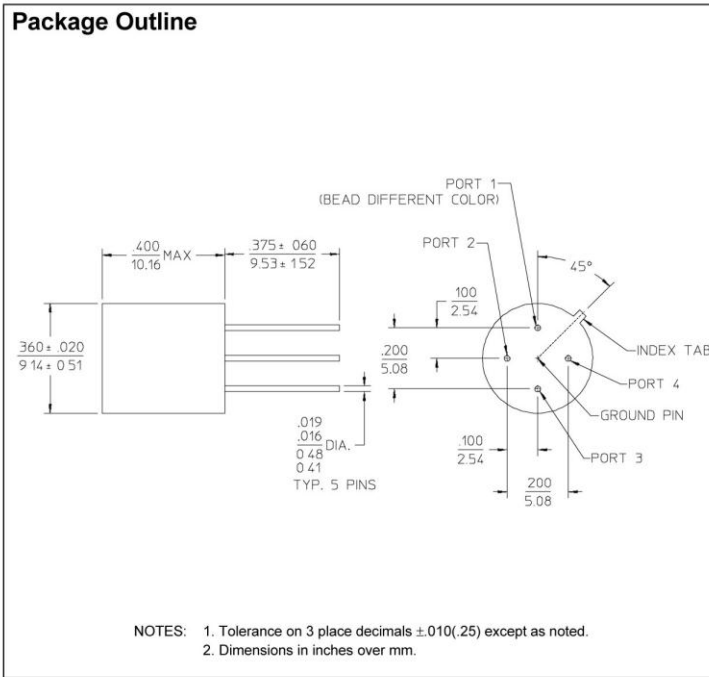 Package Outline
PORT 1
(BEAD DIFFERENT COLOR)
PORT 2
.400
10.16
MAX
.375± .060
9.53± 1.52
45°
.100
2.54
.360± .020
9.14± 0.51
.200
5.08
INDEX TAB
PORT 4
GROUND PIN
PORT 3
.019
.016
0.48
0.41
DIA.
TYP. 5 PINS
.100
2.54
.200
5.08
NOTES: 1. Tolerance on 3 place decimals ±.010(.25) except as noted.
2. Dimensions in inches over mm.